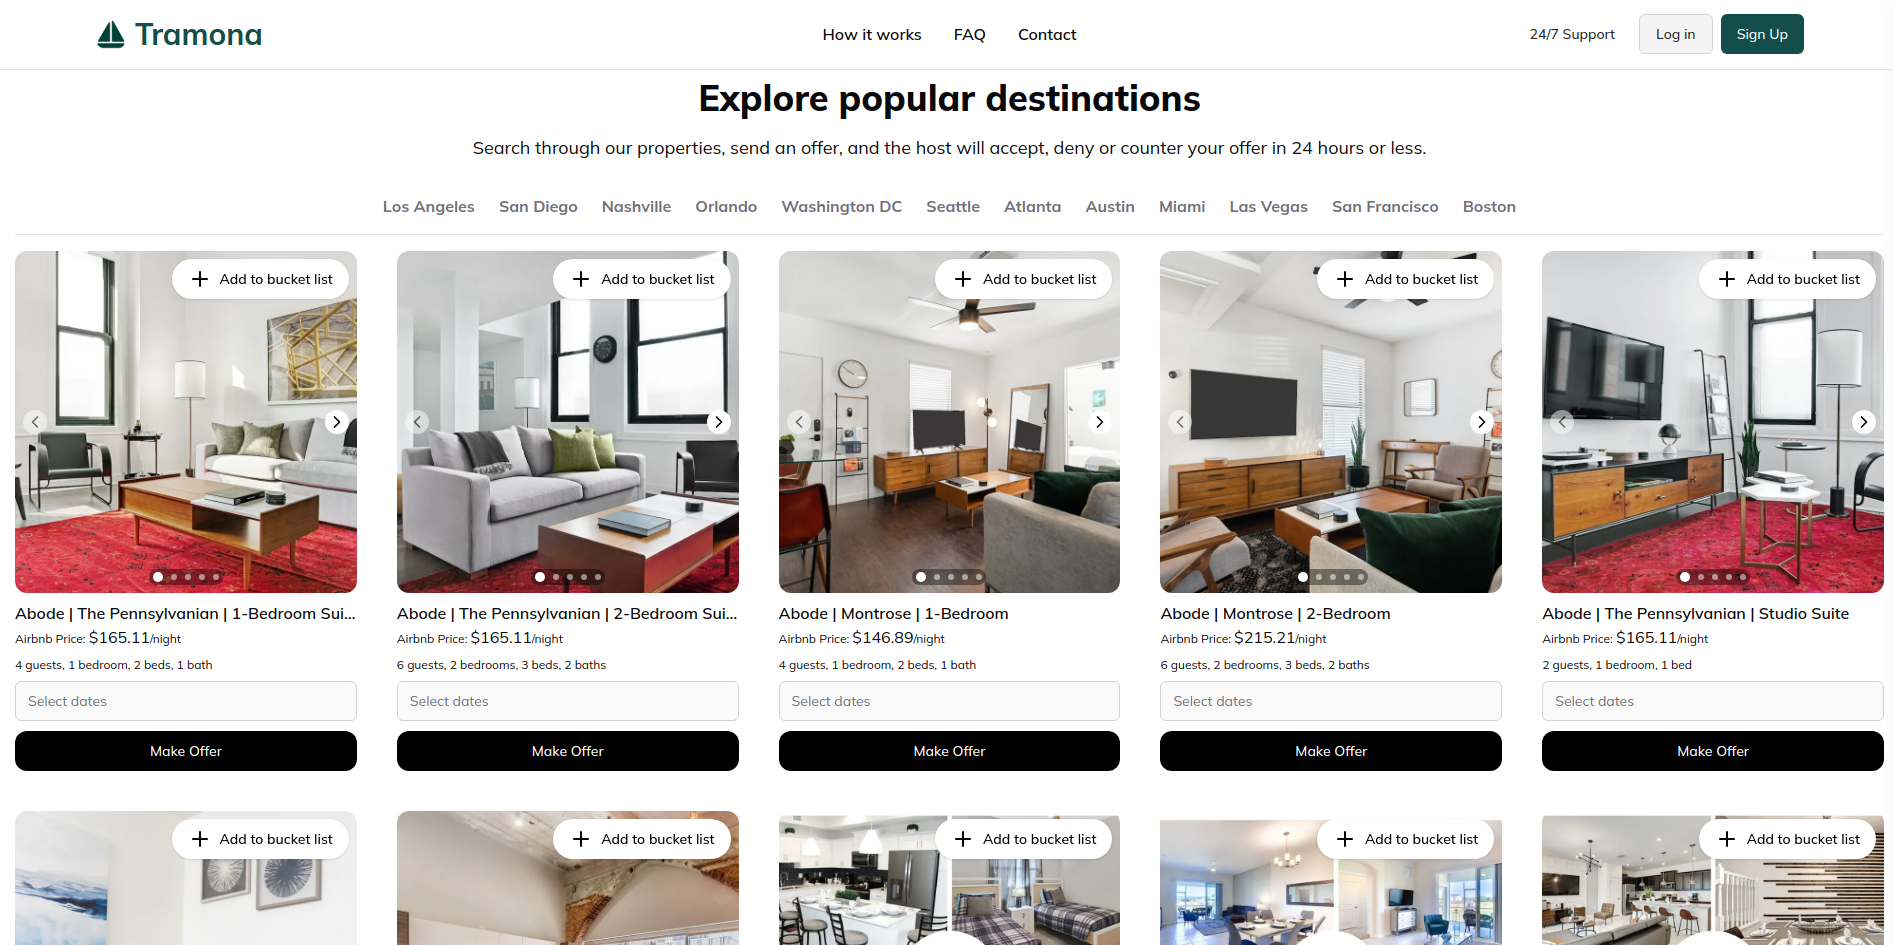 Tramona
How it works FAQ Contact
24/7 Support Log in Sign Up
Explore popular destinations
Search through our properties, send an offer, and the host will accept, deny or counter your offer in 24 hours or less.
Los Angeles San Diego Nashville Orlando Washington DC Seattle Atlanta Austin Miami Las Vegas San Francisco Boston
Add to bucket list
Abode | The Pennsylvanian | 1-Bedroom Sui...
Airbnb Price: $165.11/night
4 guests, 1 bedroom, 2 beds, 1 bath
Select dates
Make Offer
Add to bucket list
Abode | The Pennsylvanian | 2-Bedroom Sui...
Airbnb Price: $165.11/night
6 guests, 2 bedrooms, 3 beds, 2 baths
Select dates
Make Offer
Add to bucket list
Abode | Montrose | 1-Bedroom
Airbnb Price: $146.89/night
4 guests, 1 bedroom, 2 beds, 1 bath
Select dates
Make Offer
Add to bucket list
Abode | Montrose | 2-Bedroom
Airbnb Price: $215.21/night
6 guests, 2 bedrooms, 3 beds, 2 baths
Select dates
Make Offer
Add to bucket list
Abode | The Pennsylvanian | Studio Suite
Airbnb Price: $165.11/night
2 guests, 1 bedroom, 1 bed
Select dates
Make Offer
Add to bucket list
Add to bucket list
Add to bucket list
Add to bucket list
Add to bucket list